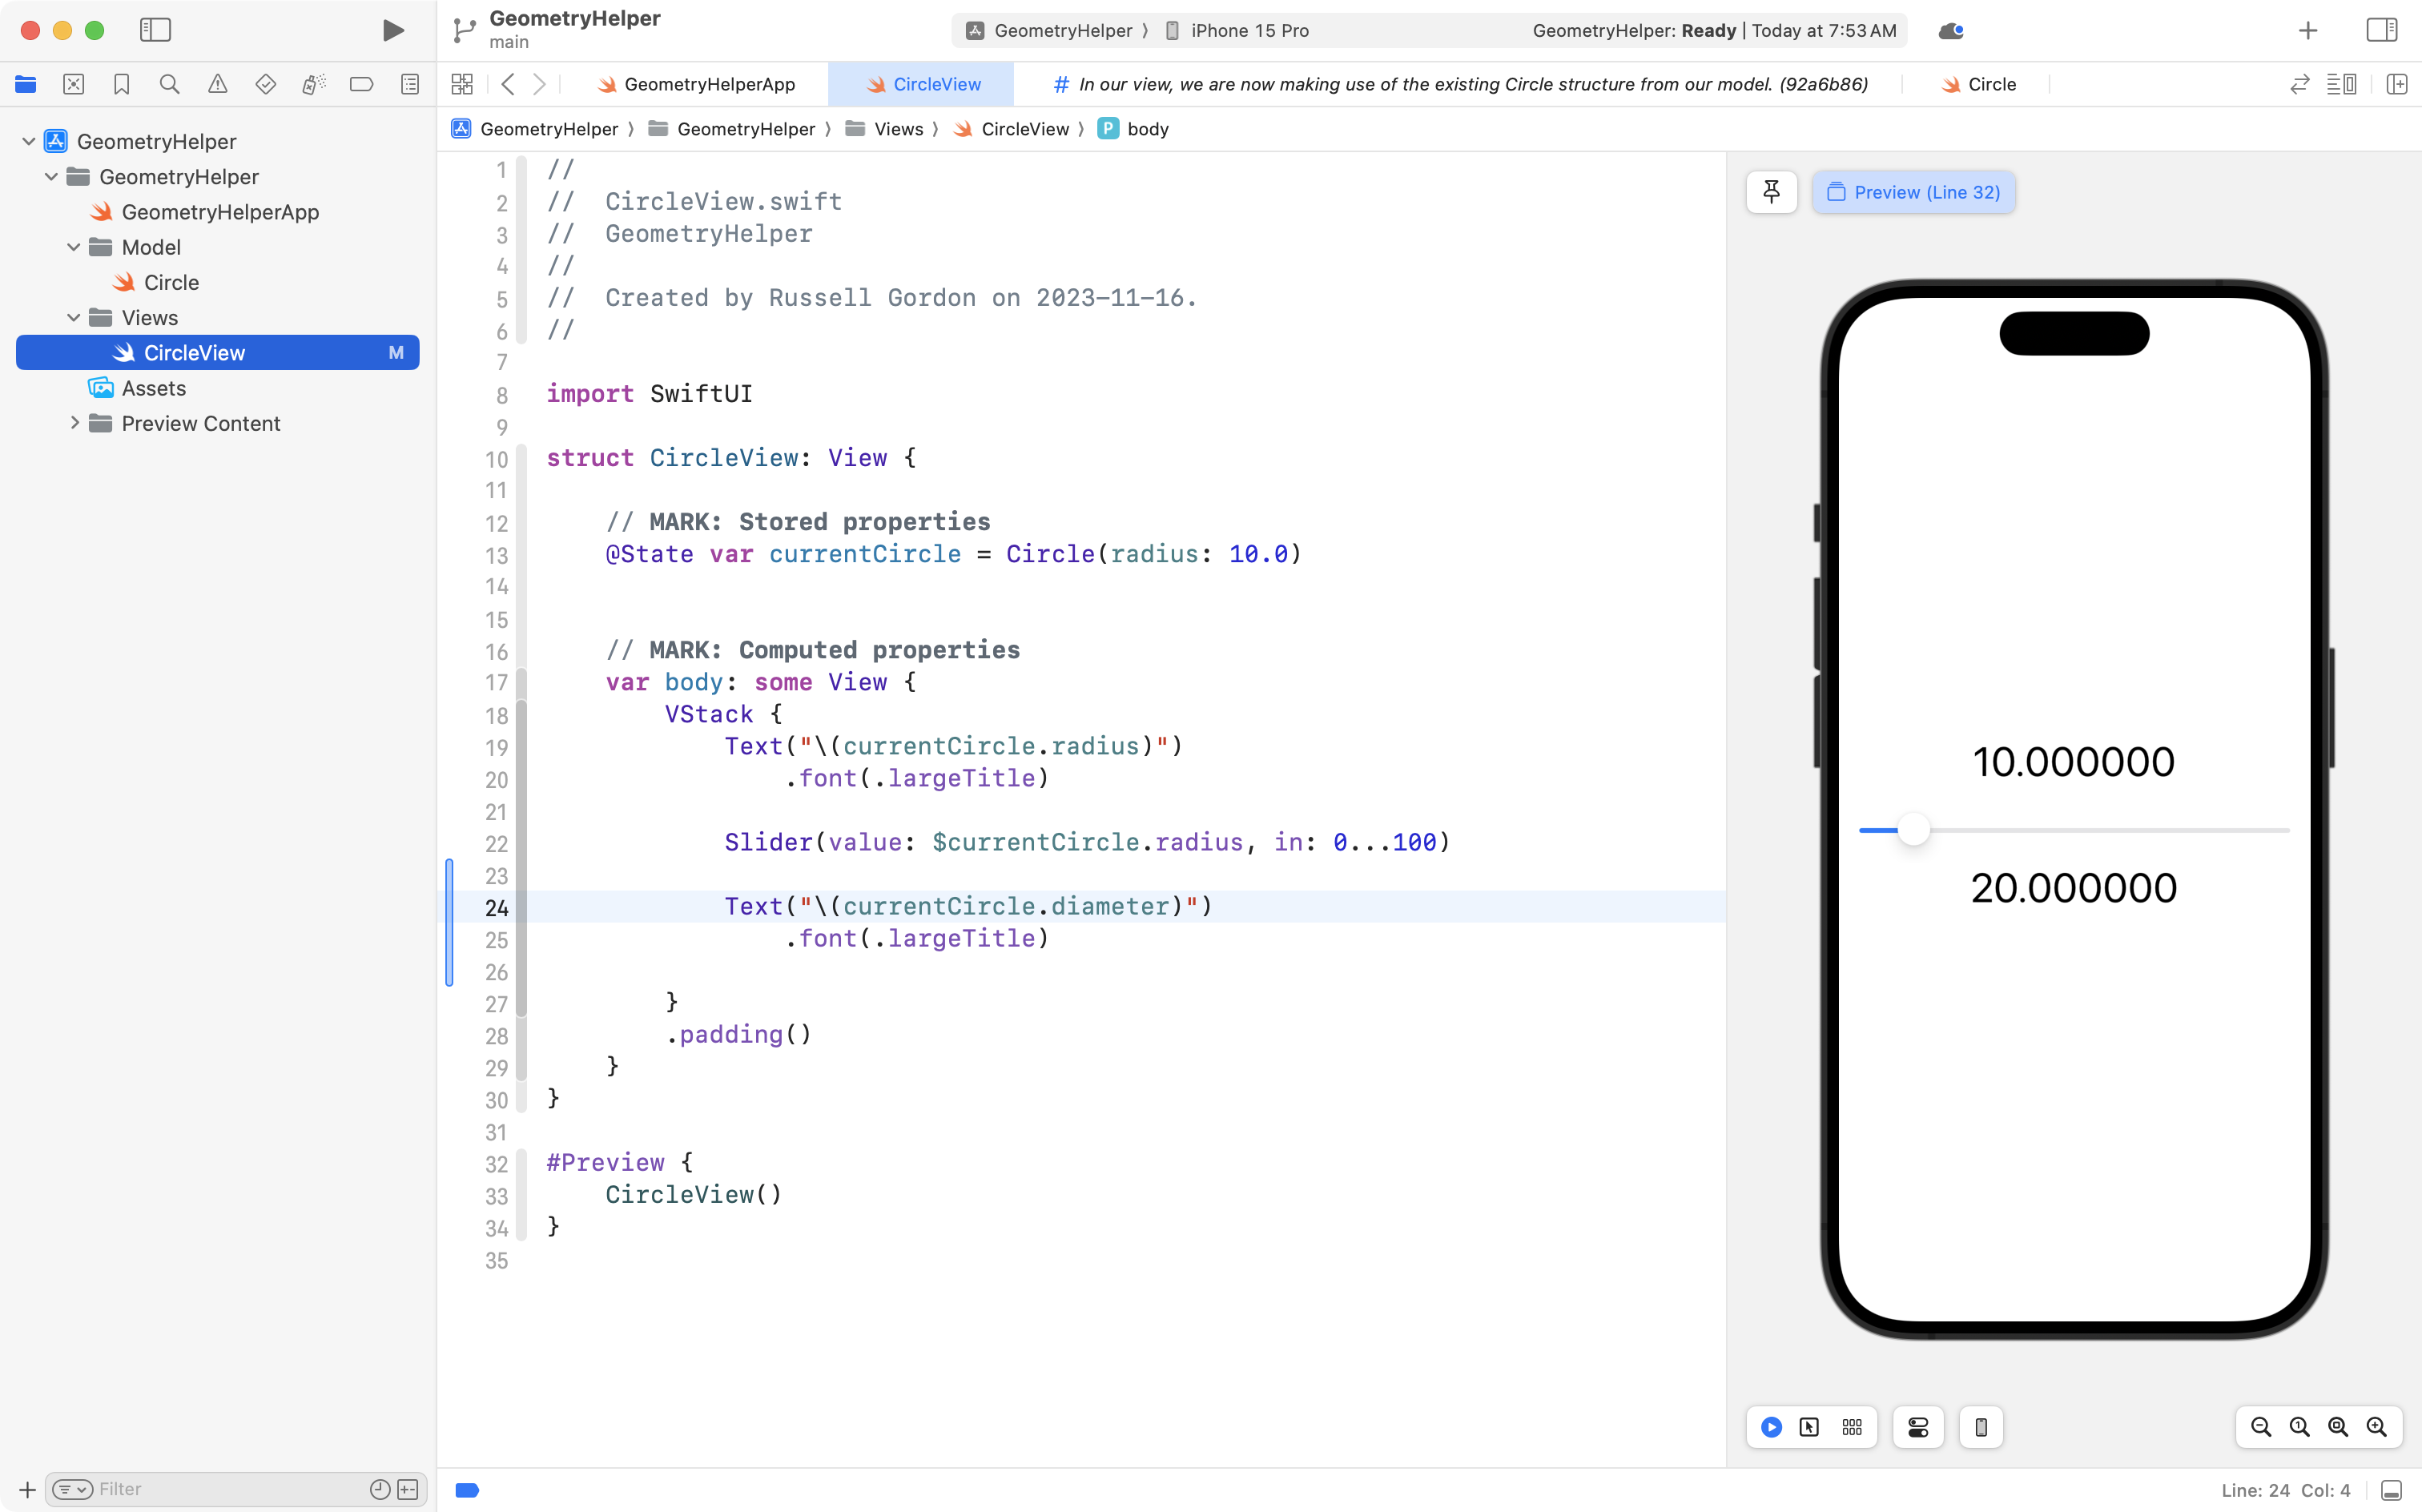 GeometryHelper
main
GeometryHelper ⟩ iPhone 15 Pro
GeometryHelper: Ready | Today at 7:53 AM
GeometryHelperApp
CircleView
# In our view, we are now making use of the existing Circle structure from our model. (92a6b86)
Circle
GeometryHelper ⟩ GeometryHelper ⟩ Views ⟩ CircleView ⟩ P body
GeometryHelper
GeometryHelper
GeometryHelperApp
Model
Circle
Views
CircleView M
Assets
Preview Content
Filter
1 //
2 //  CircleView.swift
3 //  GeometryHelper
4 //
5 //  Created by Russell Gordon on 2023-11-16.
6 //
7
8 import SwiftUI
9
10 struct CircleView: View {
11
12     // MARK: Stored properties
13     @State var currentCircle = Circle(radius: 10.0)
14
15
16     // MARK: Computed properties
17     var body: some View {
18         VStack {
19             Text("\(currentCircle.radius)")
20                 .font(.largeTitle)
21
22             Slider(value: $currentCircle.radius, in: 0...100)
23
24             Text("\(currentCircle.diameter)")
25                 .font(.largeTitle)
26
27         }
28         .padding()
29     }
30 }
31
32 #Preview {
33     CircleView()
34 }
35
Preview (Line 32)
10.000000
20.000000
Line: 24 Col: 4